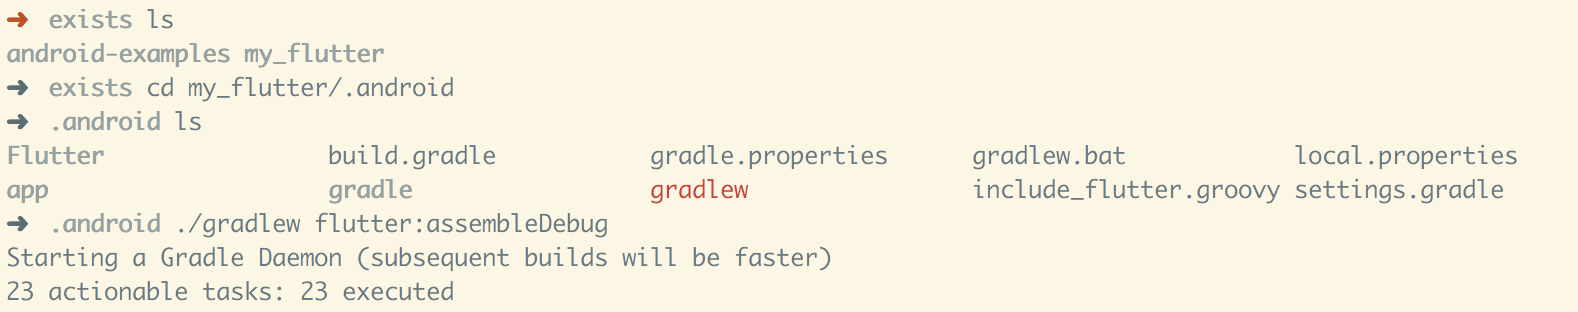 ➜ exists ls
android-examples my_flutter
➜ exists cd my_flutter/.android
➜ .android ls
Flutter build.gradle gradle.properties gradlew.bat local.properties
app gradle gradlew include_flutter.groovy settings.gradle
➜ .android ./gradlew flutter:assembleDebug
Starting a Gradle Daemon (subsequent builds will be faster)
23 actionable tasks: 23 executed